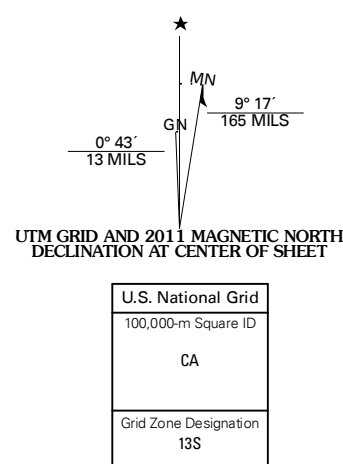 ★
MN
GN
9° 17´
165 MILS
0° 43´
13 MILS
UTM GRID AND 2011 MAGNETIC NORTH
DECLINATION AT CENTER OF SHEET
U.S. National Grid
100,000-m Square ID
CA
Grid Zone Designation
13S